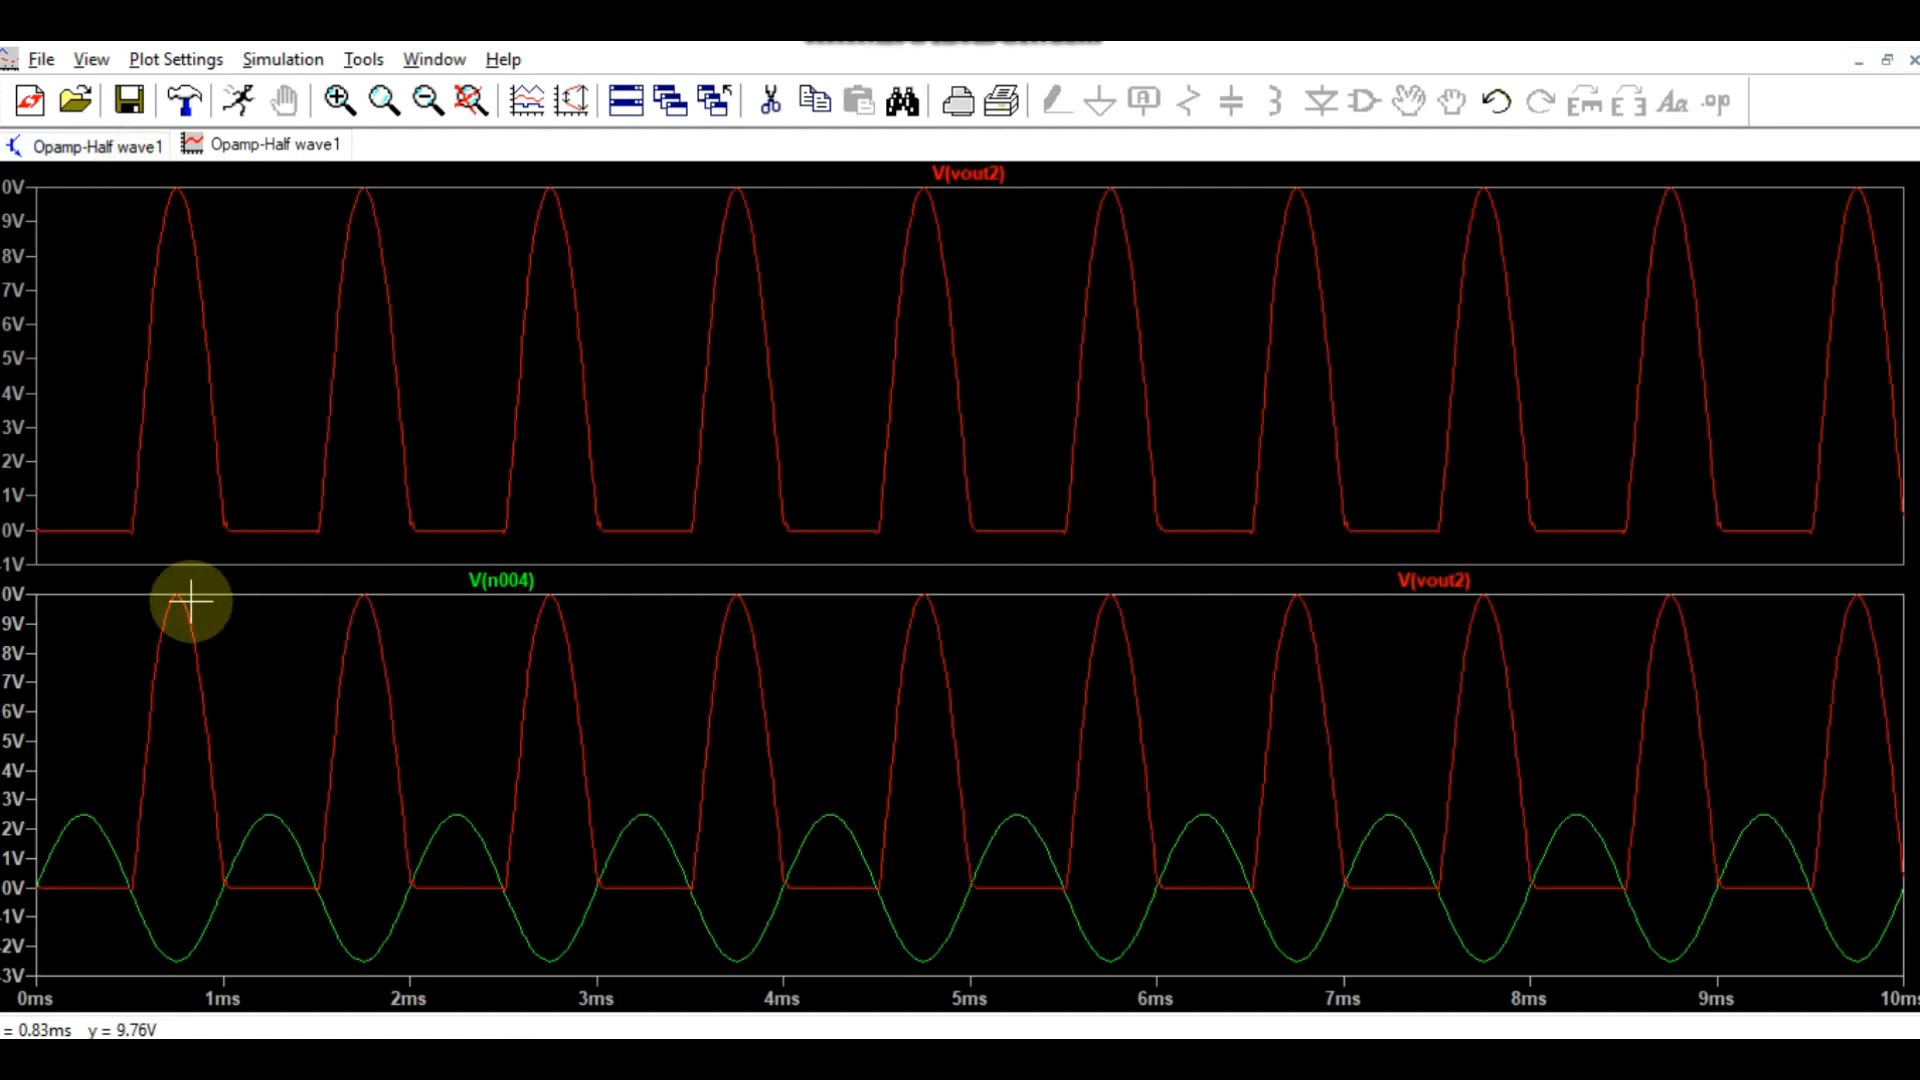 File View Plot Settings Simulation Tools Window Help
Aa .op
Opamp-Half wave1 Opamp-Half wave1
V(vout2)
0V
9V
8V
7V
6V
5V
4V
3V
2V
1V
0V
1V
V(n004) V(vout2)
0V
9V
8V
7V
6V
5V
4V
3V
2V
1V
0V
1V
2V
3V
0ms 1ms 2ms 3ms 4ms 5ms 6ms 7ms 8ms 9ms 10ms
= 0.83ms y = 9.76V